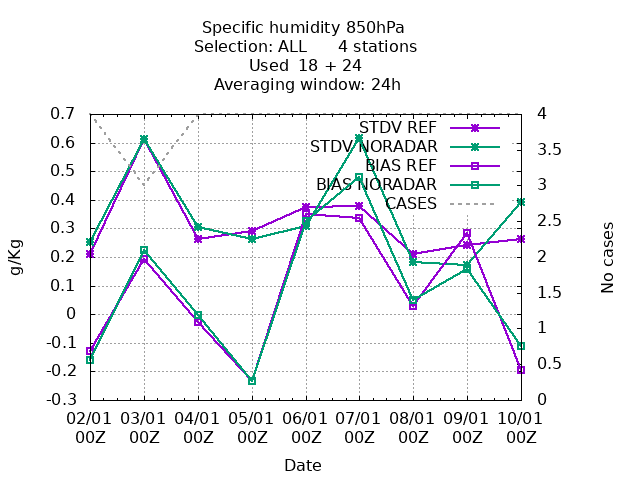 Specific humidity 850hPa
Selection: ALL      4 stations
Used  18 + 24
Averaging window: 24h
g/Kg
0.7
0.6
0.5
0.4
0.3
0.2
0.1
0
-0.1
-0.2
-0.3
STDV REF
STDV NORADAR
BIAS REF
BIAS NORADAR
CASES
4
3.5
3
2.5
2
1.5
1
0.5
0
No cases
02/01 03/01 04/01 05/01 06/01 07/01 08/01 09/01 10/01
00Z 00Z 00Z 00Z 00Z 00Z 00Z 00Z 00Z
Date